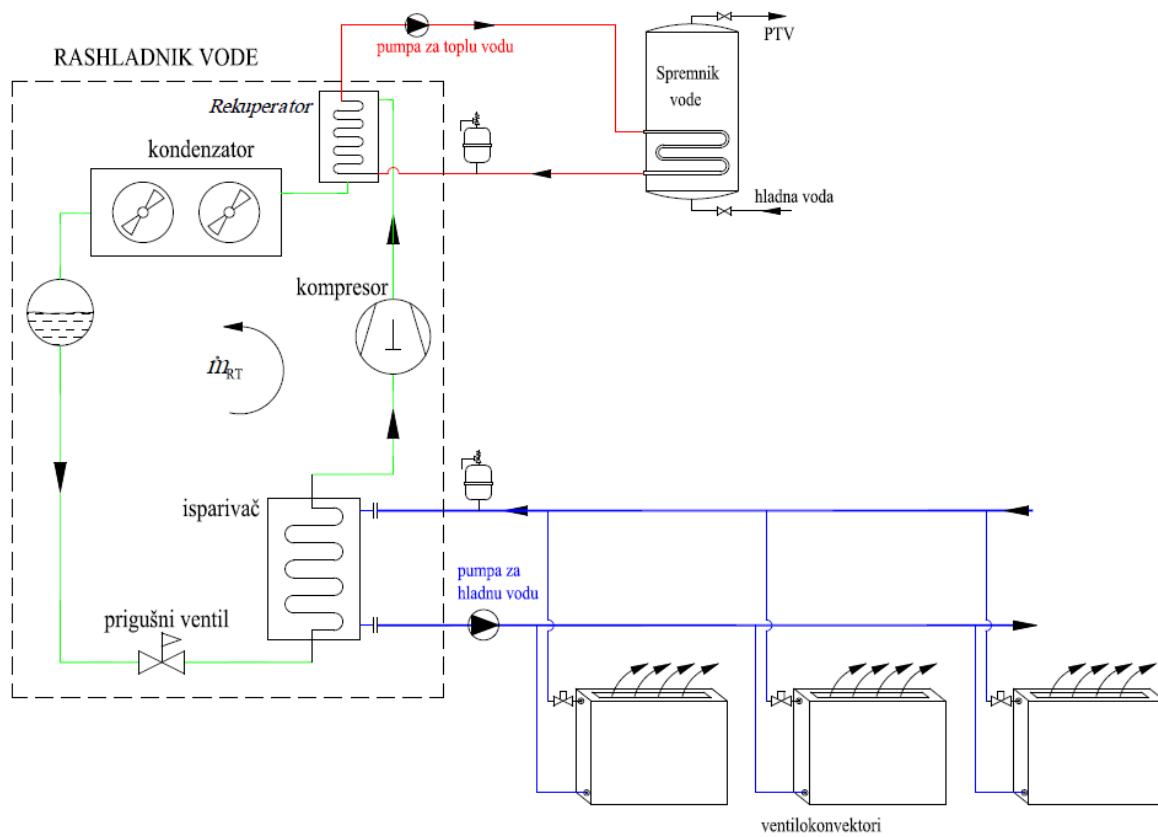 pumpa za toplu vodu
PTV
RASHLADNIK VODE
Spremnik
vode
Rekuperator
kondenzator
hladna voda
kompresor
ṁRT
isparivač
pumpa za
hladnu vodu
prigušni ventil
ventilokonvektori